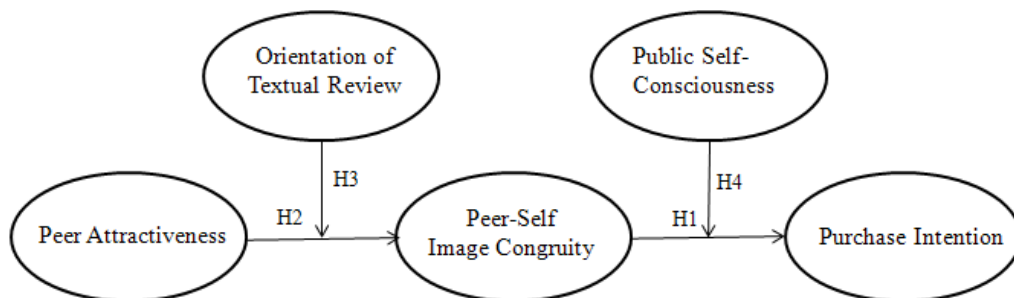 Orientation of
Textual Review
Public Self-
Consciousness
H3
H4
H2
H1
Peer Attractiveness
Peer-Self
Image Congruity
Purchase Intention